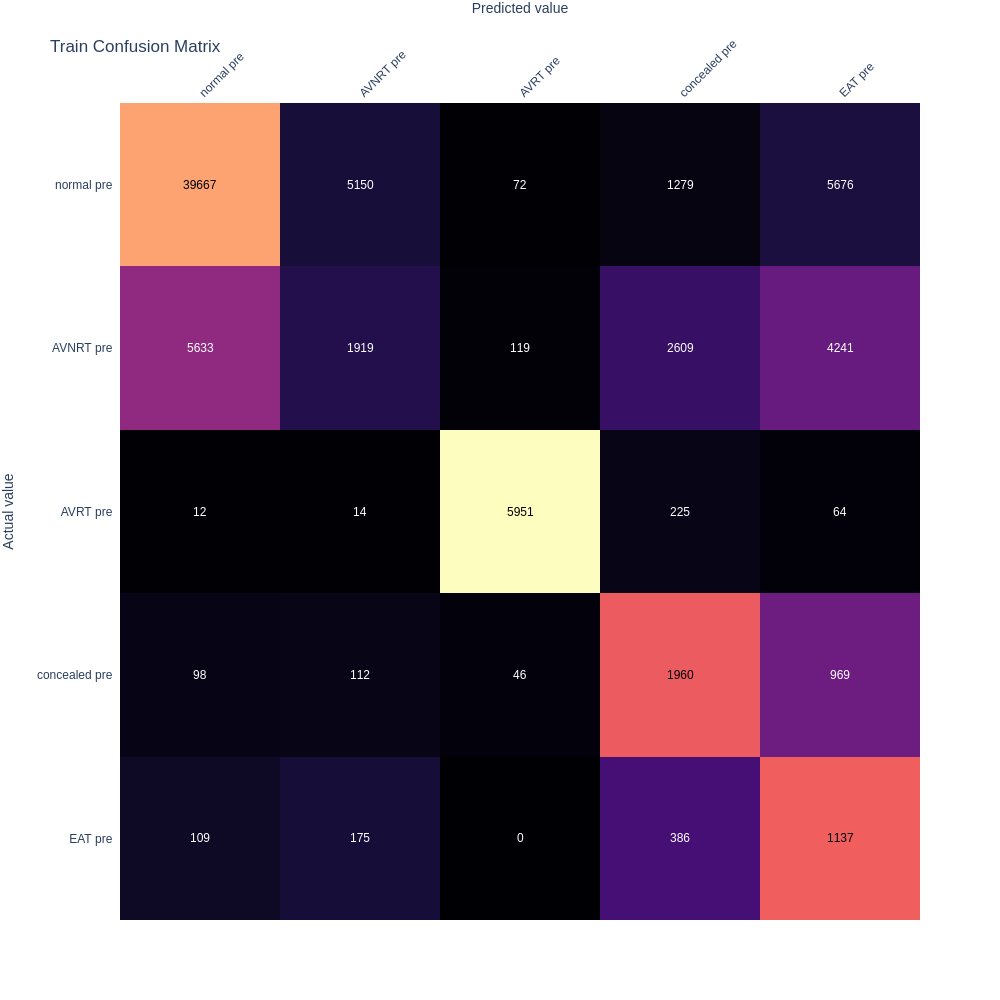 Predicted value
Train Confusion Matrix
normal pre
AVNRT pre
AVRT pre
concealed pre
EAT pre
normal pre 39667 5150 72 1279 5676
AVNRT pre 5633 1919 119 2609 4241
Actual value
AVRT pre 12 14 5951 225 64
concealed pre 98 112 46 1960 969
EAT pre 109 175 0 386 1137